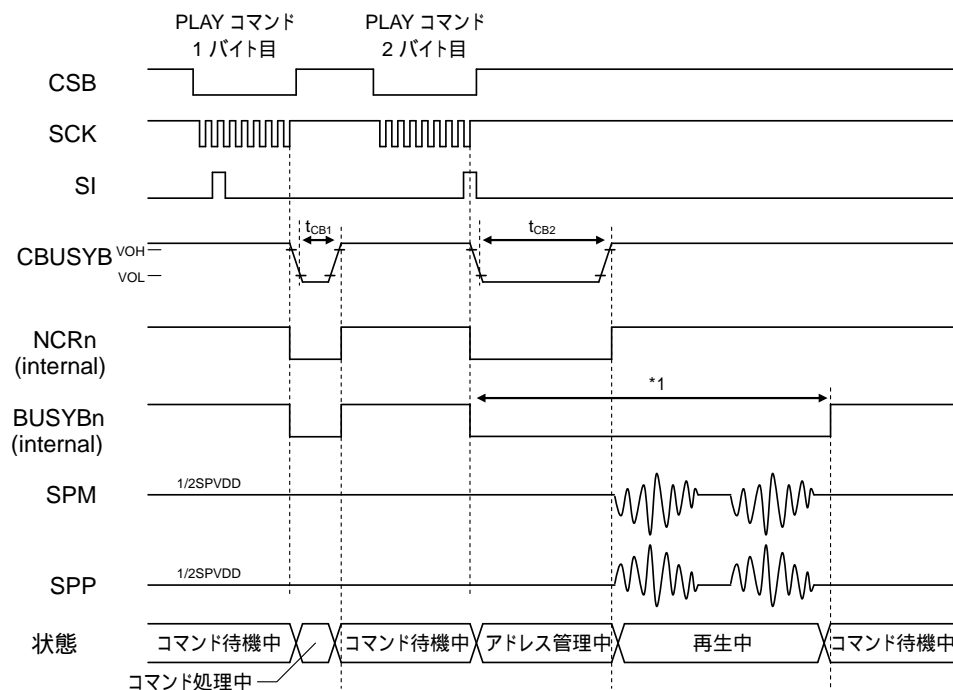 PLAY コマンド
1 バイト目
PLAY コマンド
2 バイト目
CSB
SCK
SI
tCB1
tCB2
CBUSYB
VOH
VOL
NCRn
(internal)
*1
BUSYBn
(internal)
1/2SPVDD
SPM
1/2SPVDD
SPP
状態
コマンド待機中
コマンド待機中
アドレス管理中
再生中
コマンド待機中
コマンド処理中